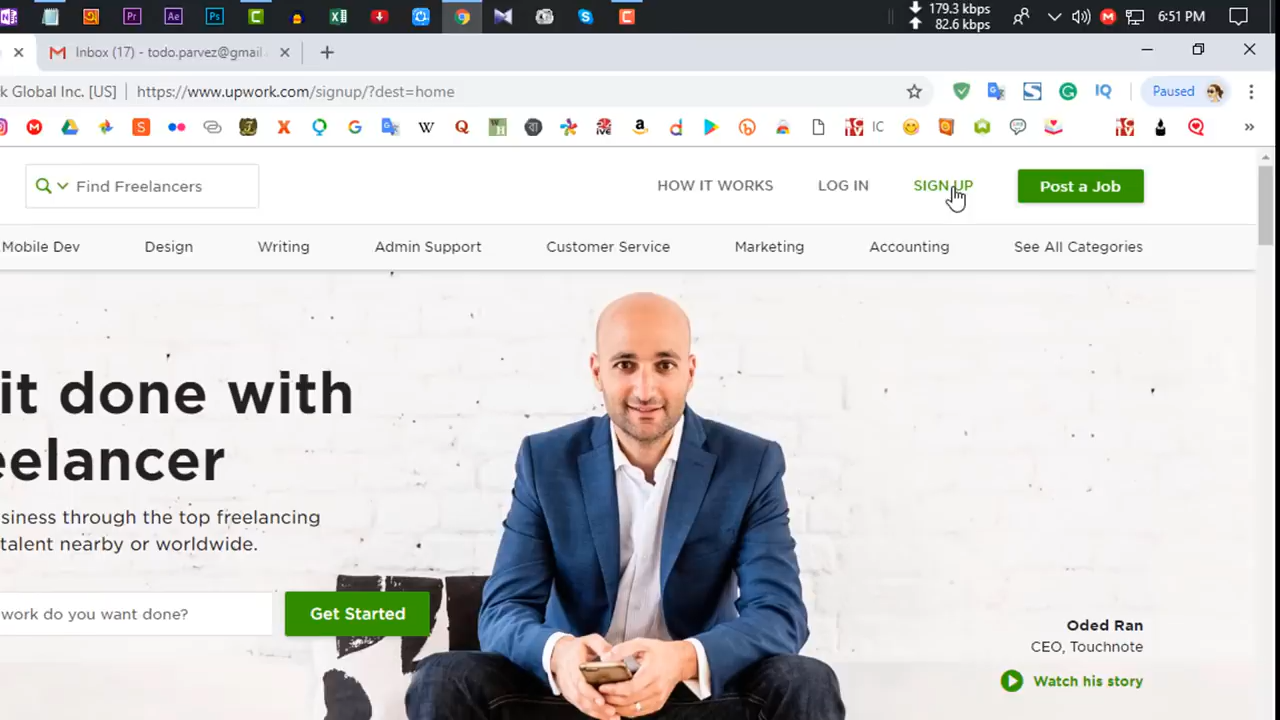 179.3 kbps
82.6 kbps
6:51 PM
Inbox (17) - todo.parvez@gmail.
k Global Inc. [US] | https://www.upwork.com/signup/?dest=home
Paused
IC
Find Freelancers
HOW IT WORKS
LOG IN
SIGN UP
Post a Job
Mobile Dev
Design
Writing
Admin Support
Customer Service
Marketing
Accounting
See All Categories
it done with
eelancer
siness through the top freelancing
talent nearby or worldwide.
work do you want done?
Get Started
Oded Ran
CEO, Touchnote
Watch his story